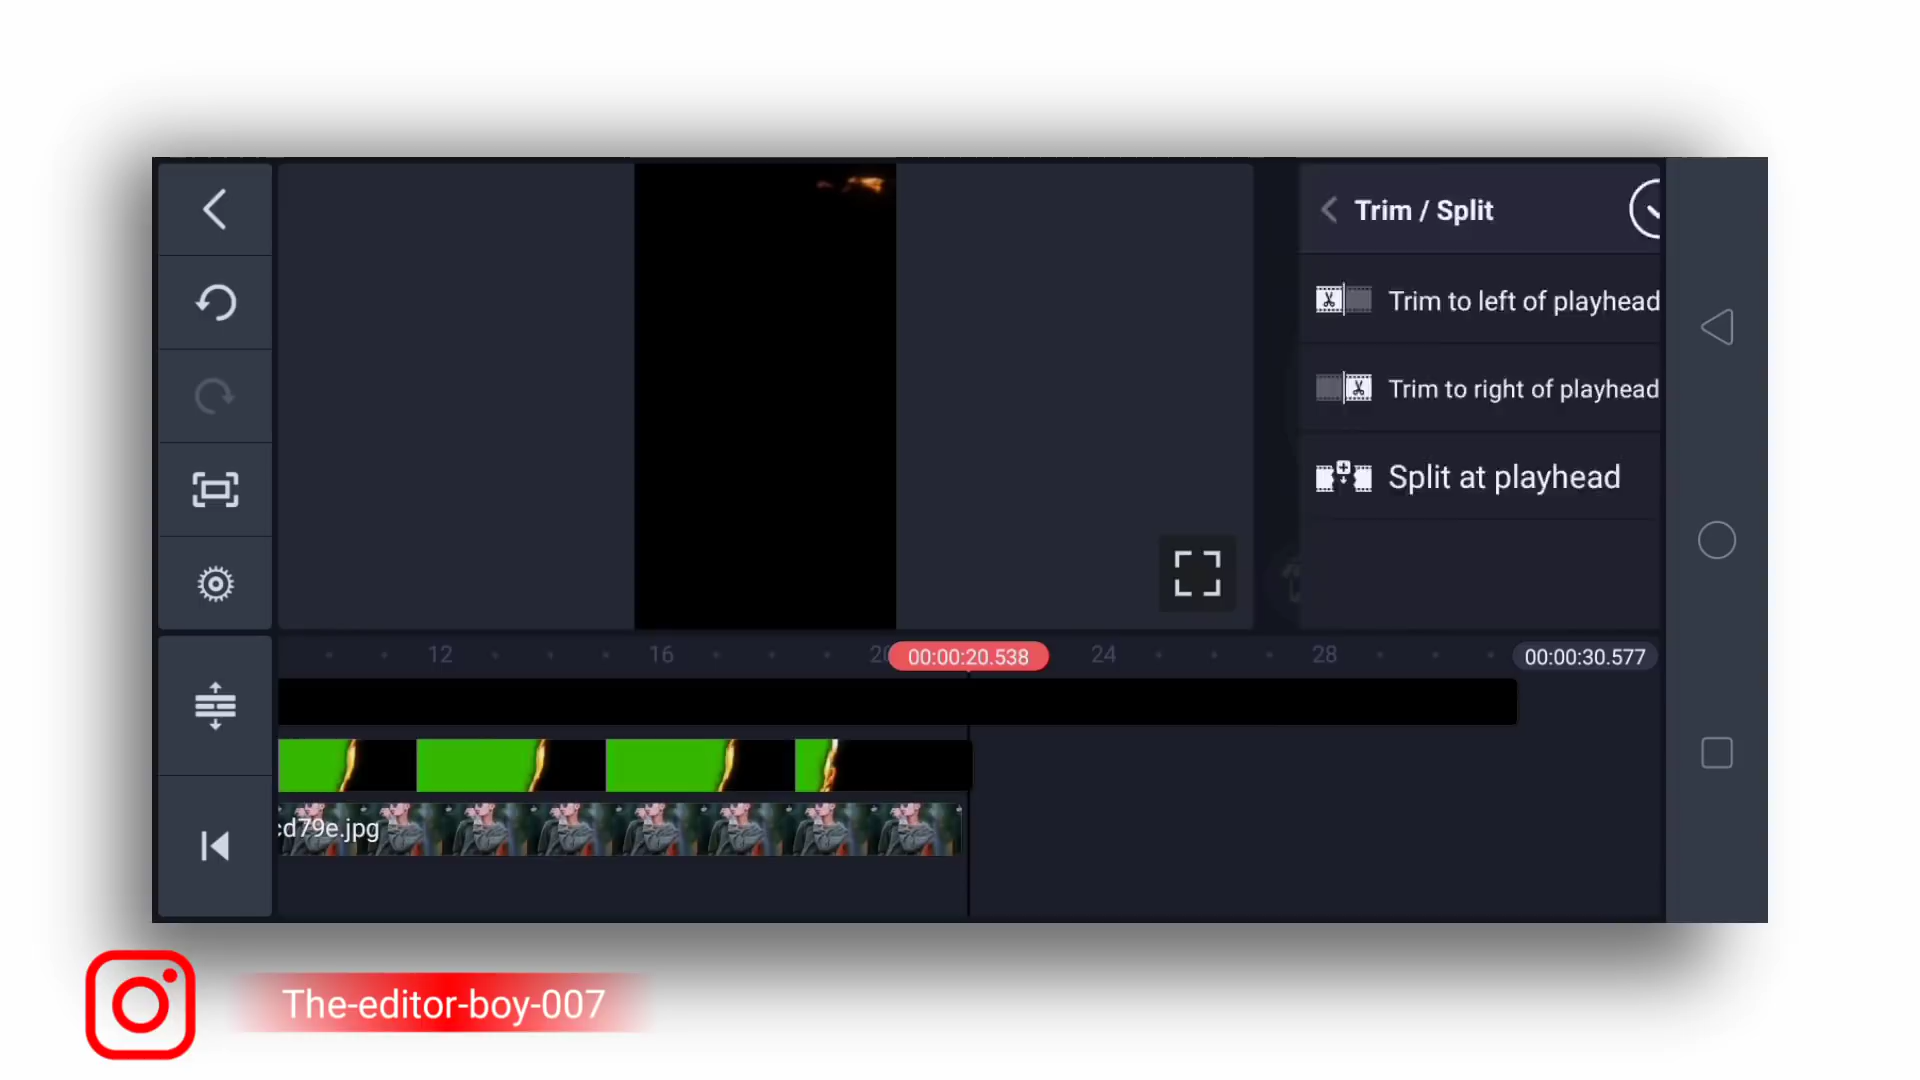 Trim / Split
Trim to left of playhead
Trim to right of playhead
Split at playhead
12
16
00:00:20.538
24
28
00:00:30.577
cd79e.jpg
The-editor-boy-007